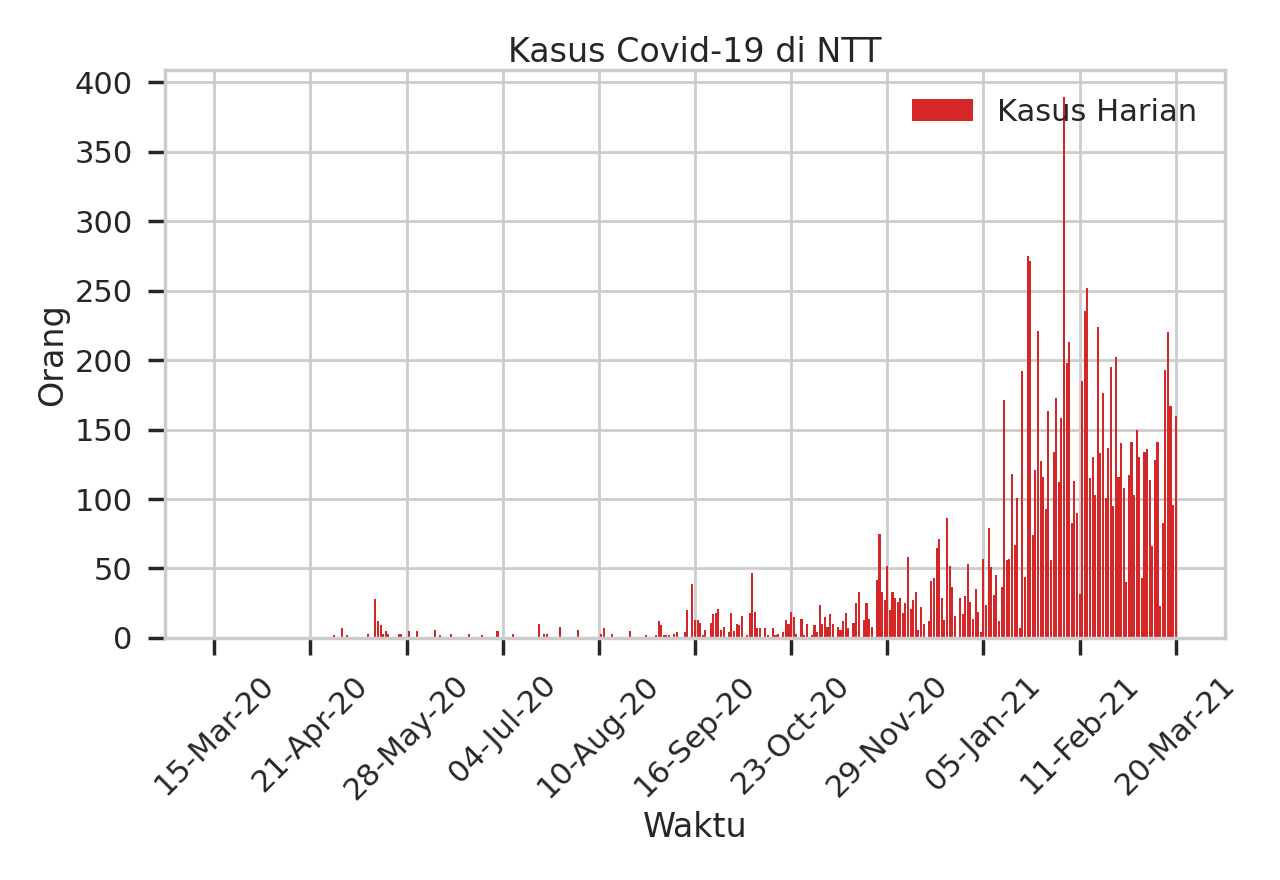 Kasus Covid-19 di NTT
Kasus Harian
Orang
400
350
300
250
200
150
100
50
0
15-Mar-20
21-Apr-20
28-May-20
04-Jul-20
10-Aug-20
16-Sep-20
23-Oct-20
29-Nov-20
05-Jan-21
11-Feb-21
20-Mar-21
Waktu